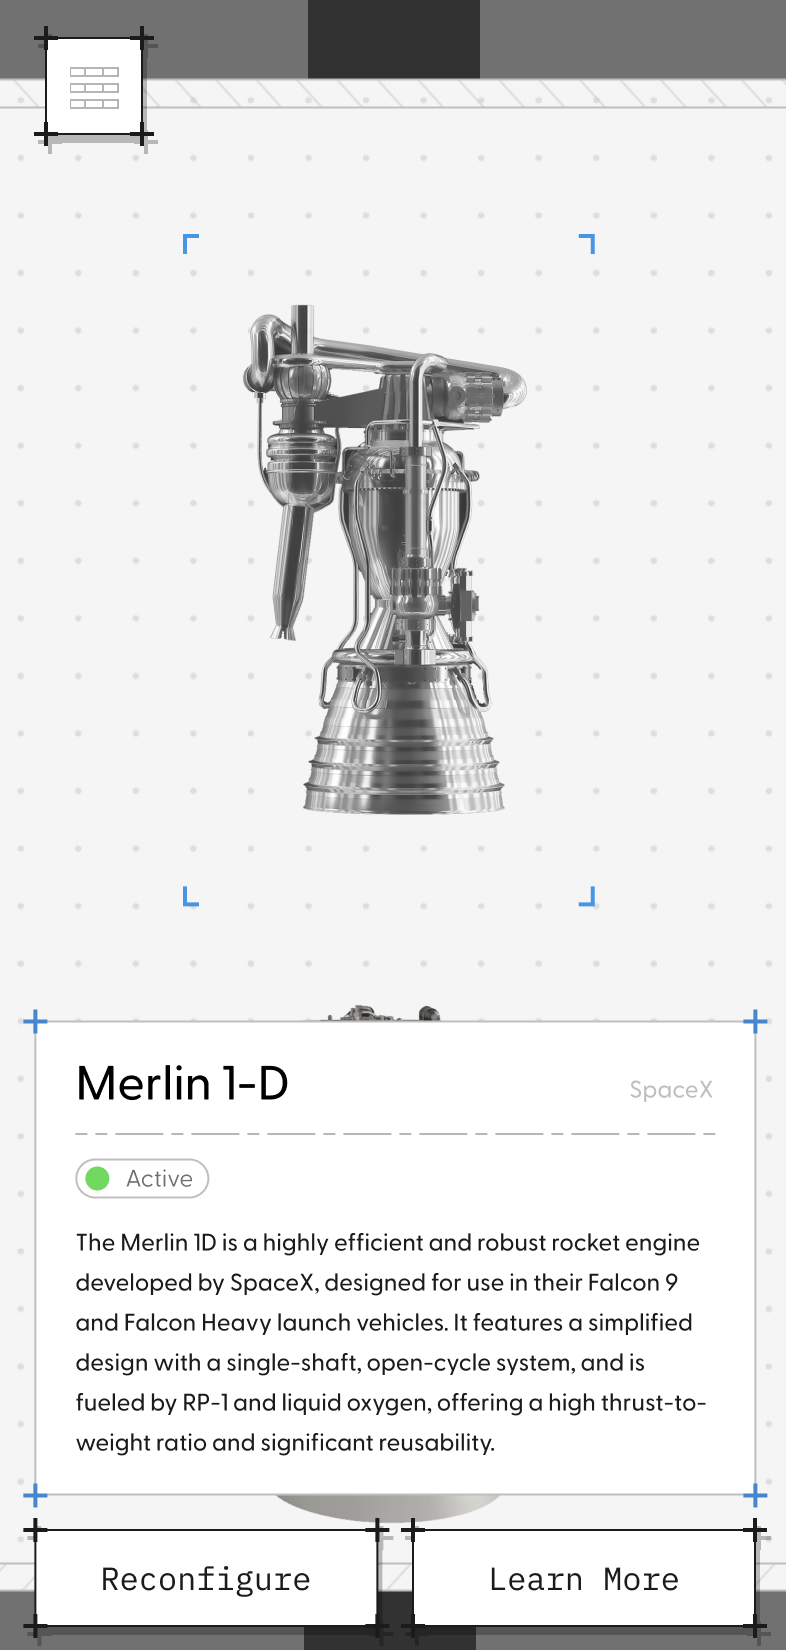 Merlin 1-D
SpaceX
Active
The Merlin 1D is a highly efficient and robust rocket engine
developed by SpaceX, designed for use in their Falcon 9
and Falcon Heavy launch vehicles. It features a simplified
design with a single-shaft, open-cycle system, and is
fueled by RP-1 and liquid oxygen, offering a high thrust-to-
weight ratio and significant reusability.
Reconfigure
Learn More